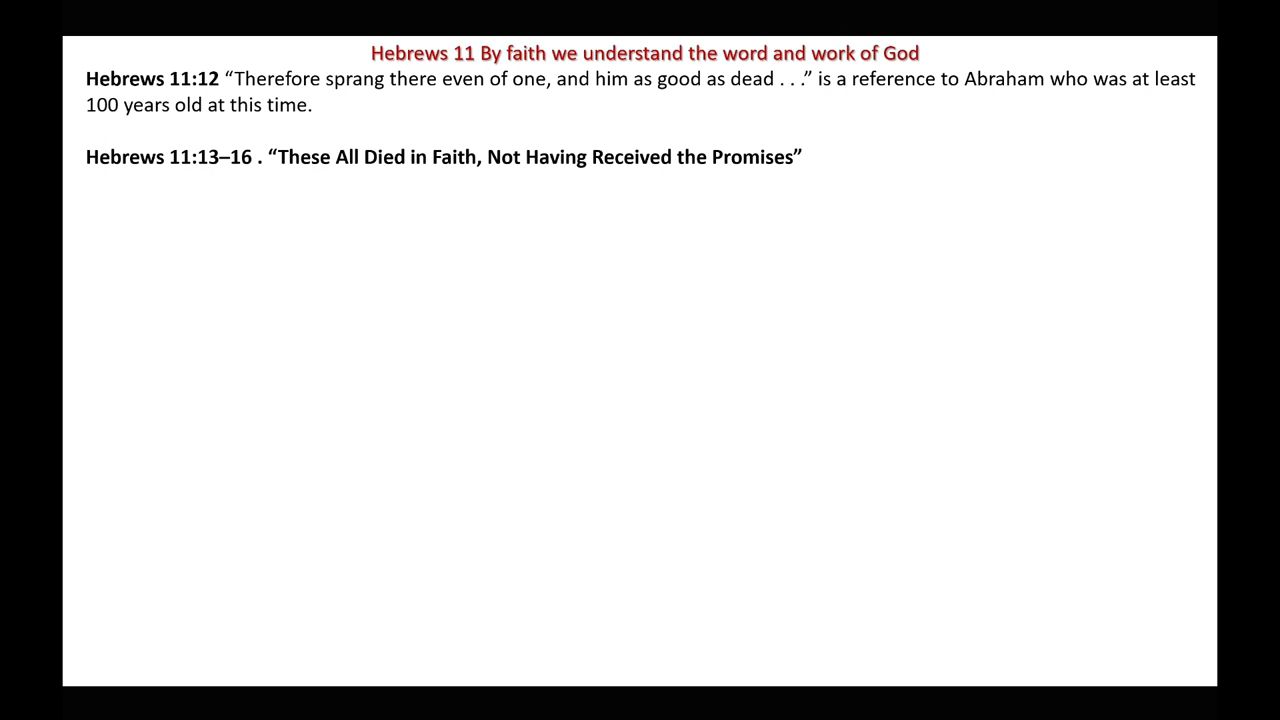 Hebrews 11 By faith we understand the word and work of God
Hebrews 11:12 “Therefore sprang there even of one, and him as good as dead . . .” is a reference to Abraham who was at least
100 years old at this time.
Hebrews 11:13–16 . “These All Died in Faith, Not Having Received the Promises”